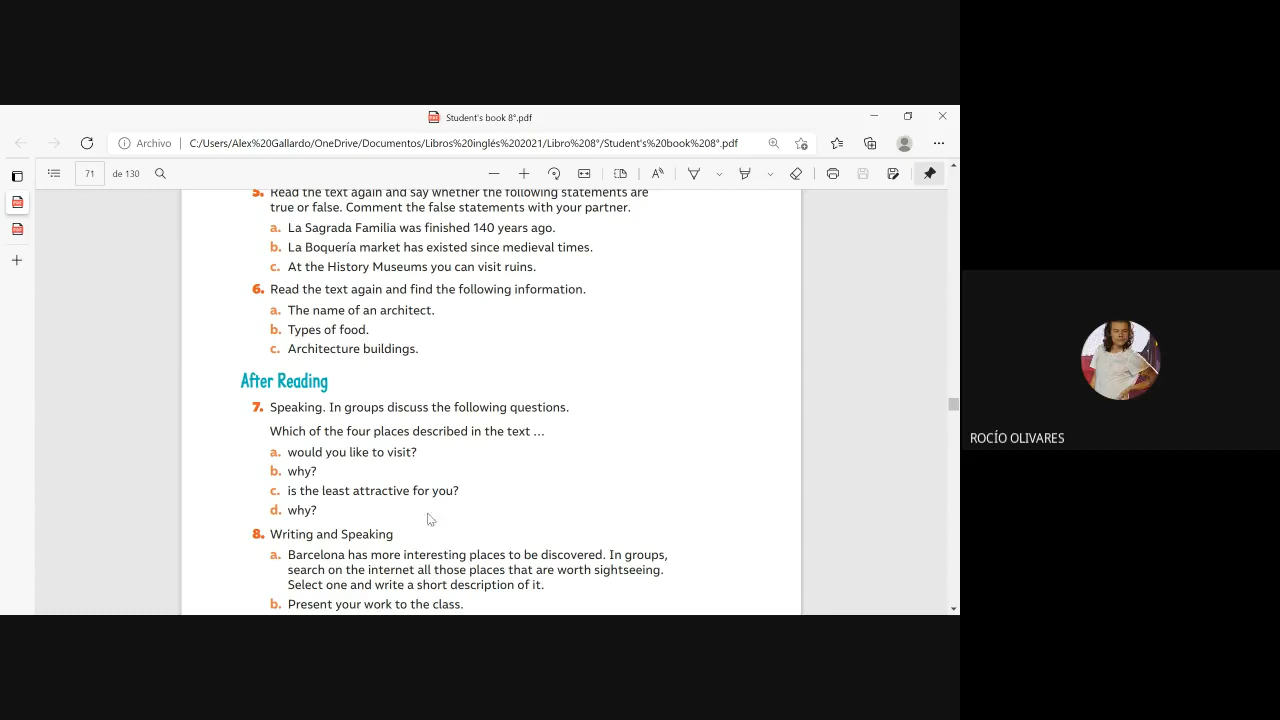 Student's book 8°.pdf
Archivo C:/Users/Alex%20Gallardo/OneDrive/Documentos/Libros%20inglés%202021/Libro%208°/Student's%20book%208°.pdf
71 de 130
5. Read the text again and say whether the following statements are
true or false. Comment the false statements with your partner.
a. La Sagrada Familia was finished 140 years ago.
b. La Boquería market has existed since medieval times.
c. At the History Museums you can visit ruins.
6. Read the text again and find the following information.
a. The name of an architect.
b. Types of food.
c. Architecture buildings.
After Reading
7. Speaking. In groups discuss the following questions.
Which of the four places described in the text ...
a. would you like to visit?
b. why?
c. is the least attractive for you?
d. why?
8. Writing and Speaking
a. Barcelona has more interesting places to be discovered. In groups,
search on the internet all those places that are worth sightseeing.
Select one and write a short description of it.
b. Present your work to the class.
ROCÍO OLIVARES